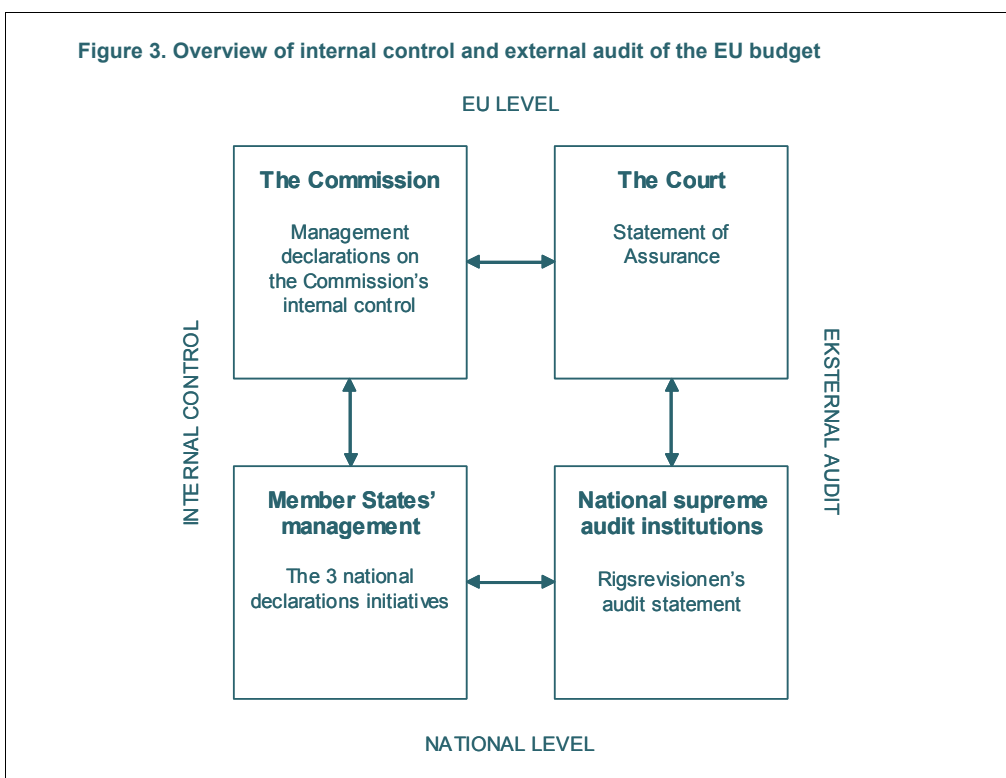 Figure 3. Overview of internal control and external audit of the EU budget
EU LEVEL
The Commission
Management
declarations on
the Commission’s
internal control
The Court
Statement of
Assurance
INTERNAL CONTROL
EKSTERNAL AUDIT
Member States’
management
The 3 national
declarations initiatives
National supreme
audit institutions
Rigsrevisionen’s
audit statement
NATIONAL LEVEL